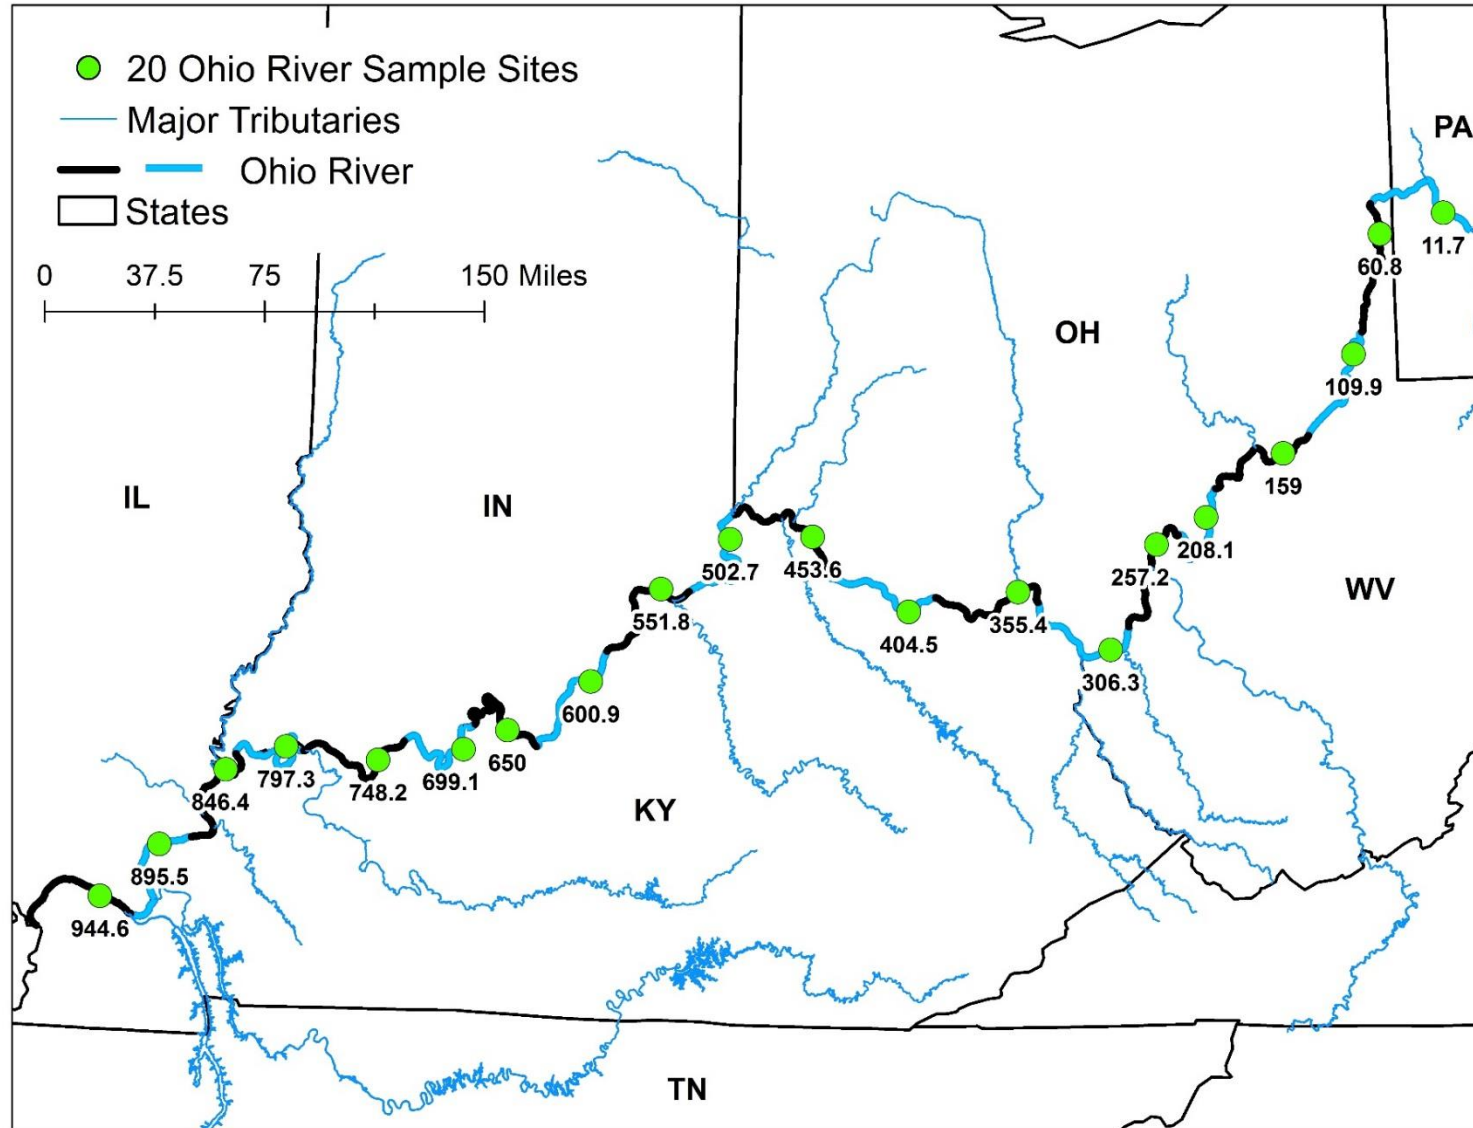 20 Ohio River Sample Sites
Major Tributaries
Ohio River
States
0 37.5 75 150 Miles
PA
11.7
60.8
OH
109.9
159
IL
IN
208.1
502.7
453.6
257.2
WV
551.8
404.5
355.4
306.3
600.9
650
699.1
748.2
797.3
846.4
KY
895.5
944.6
TN